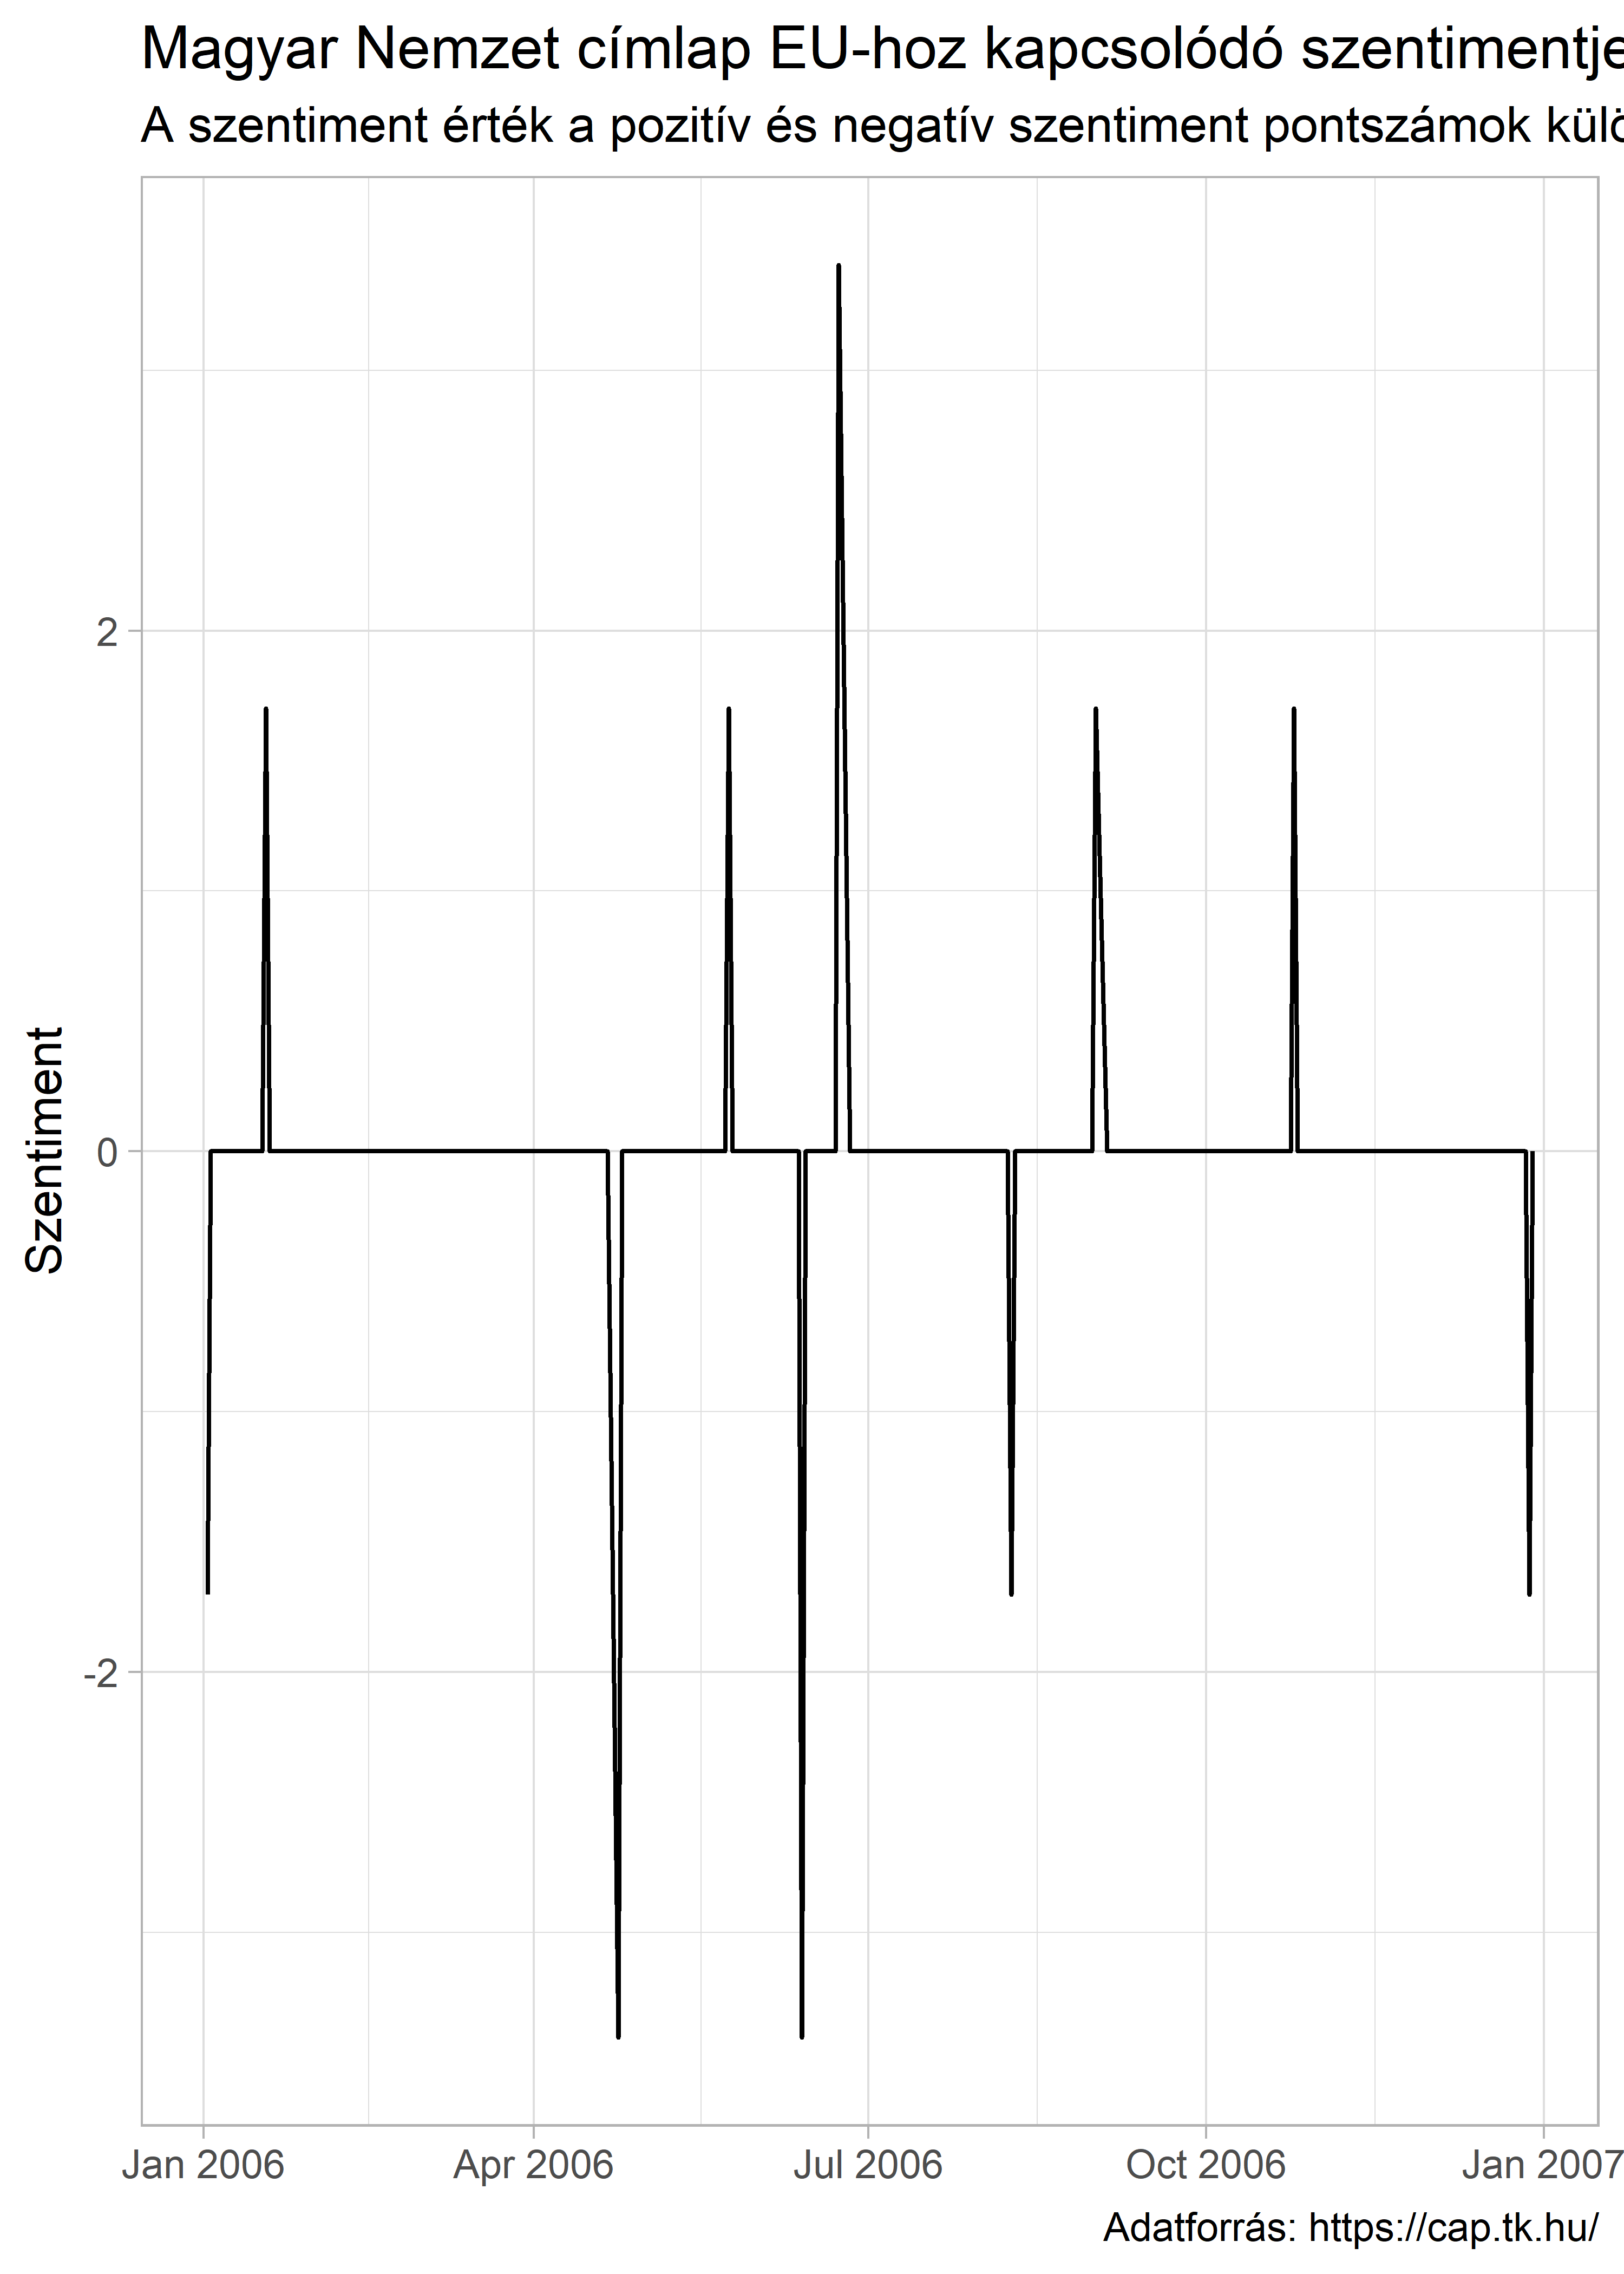 Magyar Nemzet címlap EU-hoz kapcsolódó szentimentje
A szentiment érték a pozitív és negatív szentiment pontszámok
2
0
-2
Szentiment
Jan 2006 Apr 2006 Jul 2006 Oct 2006 Jan 2007
Adatforrás: https://cap.tk.hu/